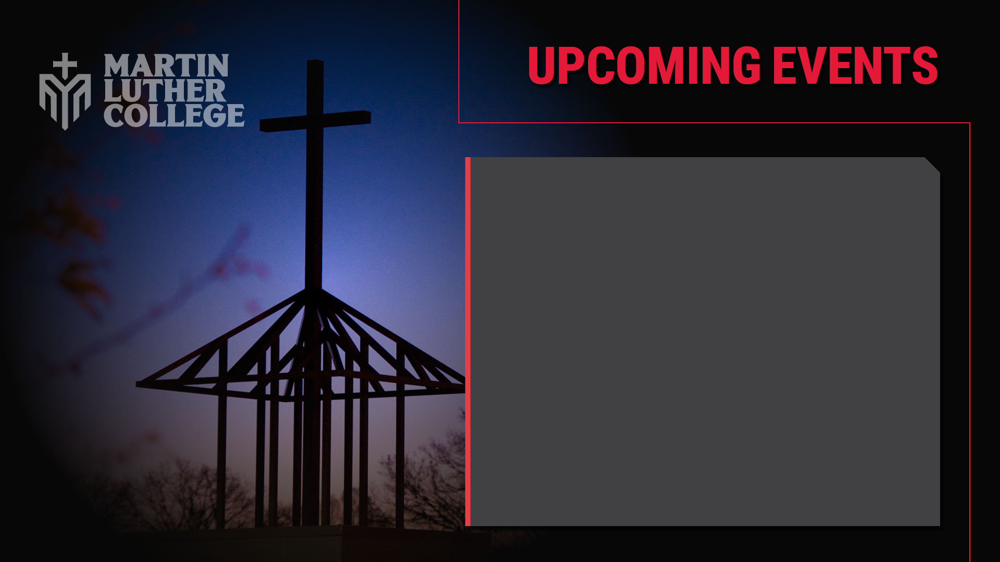 MARTIN
LUTHER
COLLEGE
UPCOMING EVENTS